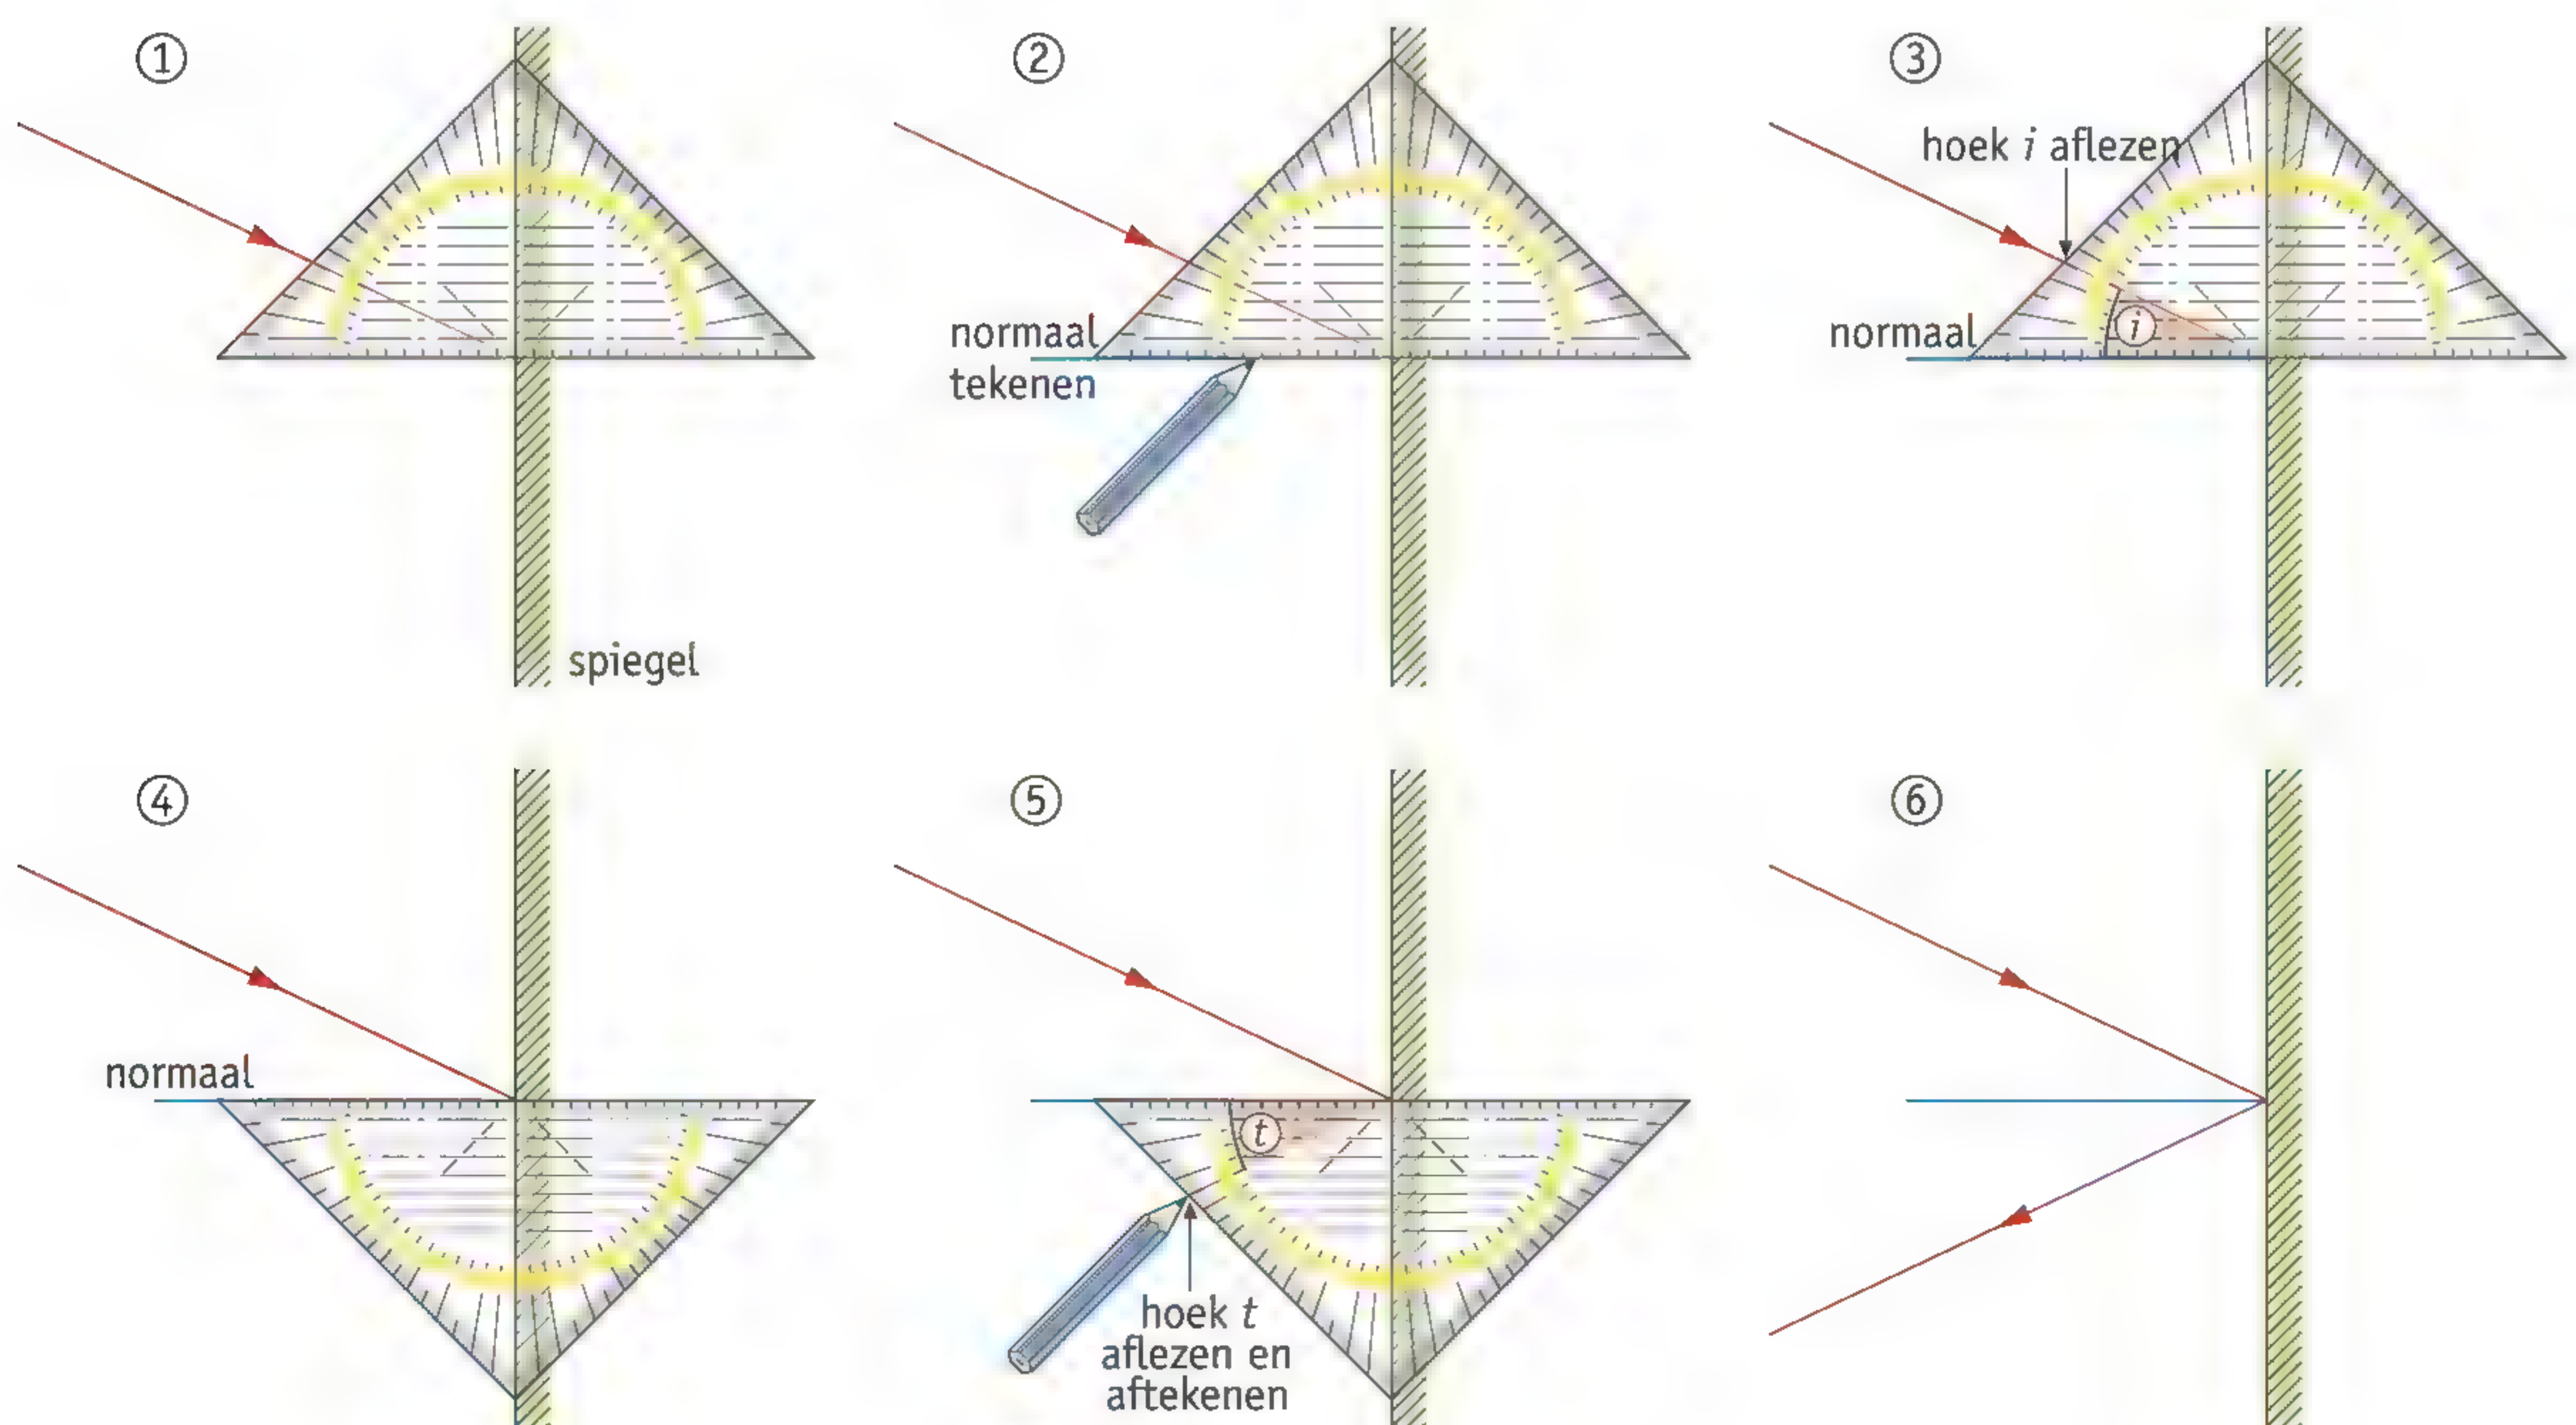 ①
spiegel
②
normaal
tekenen
③
hoek i aflezen
normaal
i
④
normaal
⑤
t
hoek t
aflezen en
aftekenen
⑥